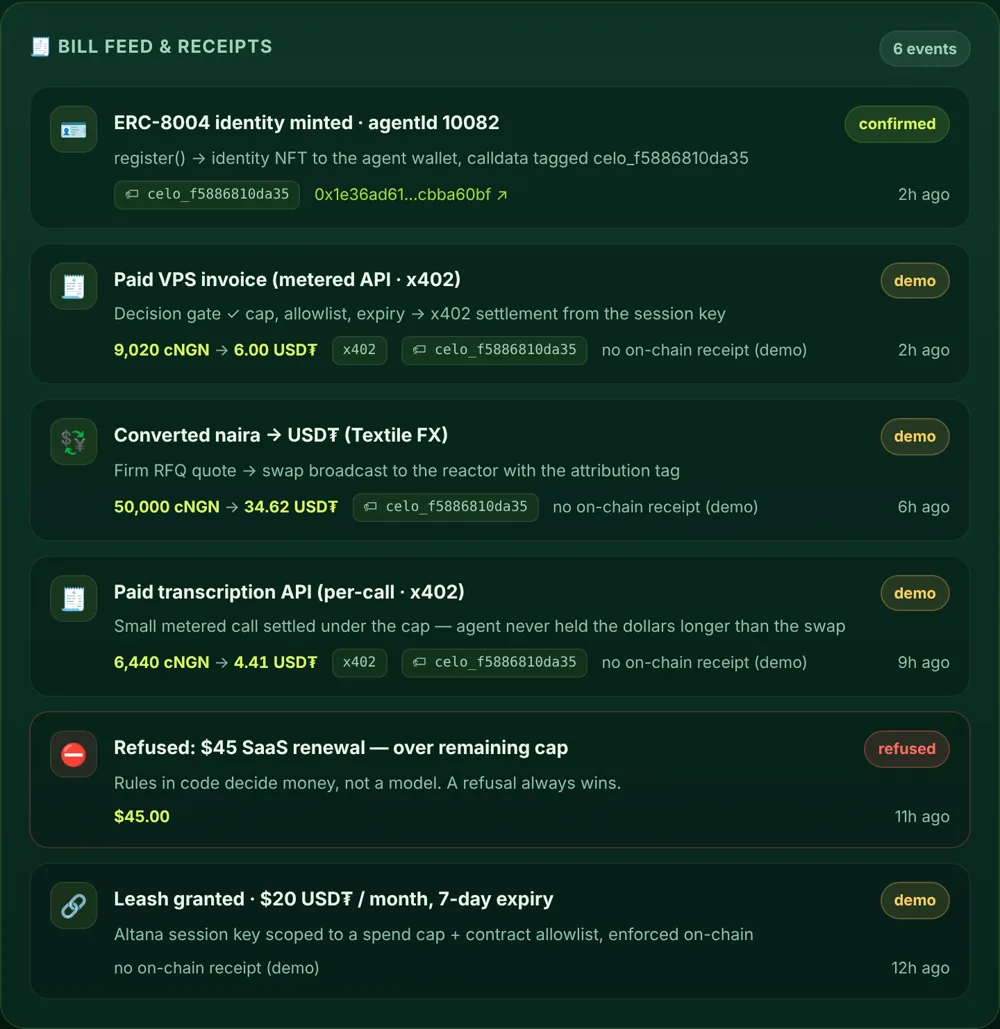 BILL FEED & RECEIPTS
6 events
ERC-8004 identity minted · agentId 10082
confirmed
register() → identity NFT to the agent wallet, calldata tagged celo_f5886810da35
celo_f5886810da35 0x1e36ad61…cbba60bf ↗ 2h ago
Paid VPS invoice (metered API · x402)
demo
Decision gate ✓ cap, allowlist, expiry → x402 settlement from the session key
9,020 cNGN → 6.00 USD₮ x402 celo_f5886810da35 no on-chain receipt (demo) 2h ago
Converted naira → USD₮ (Textile FX)
demo
Firm RFQ quote → swap broadcast to the reactor with the attribution tag
50,000 cNGN → 34.62 USD₮ celo_f5886810da35 no on-chain receipt (demo) 6h ago
Paid transcription API (per-call · x402)
demo
Small metered call settled under the cap — agent never held the dollars longer than the swap
6,440 cNGN → 4.41 USD₮ x402 celo_f5886810da35 no on-chain receipt (demo) 9h ago
Refused: $45 SaaS renewal — over remaining cap
refused
Rules in code decide money, not a model. A refusal always wins.
$45.00 11h ago
Leash granted · $20 USD₮ / month, 7-day expiry
demo
Altana session key scoped to a spend cap + contract allowlist, enforced on-chain
no on-chain receipt (demo) 12h ago